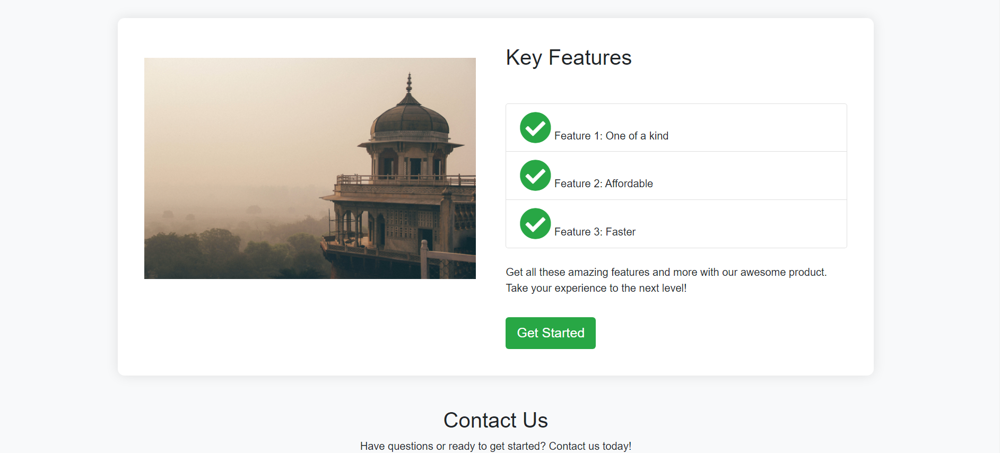 Key Features
Feature 1: One of a kind
Feature 2: Affordable
Feature 3: Faster
Get all these amazing features and more with our awesome product.
Take your experience to the next level!
Get Started
Contact Us
Have questions or ready to get started? Contact us today!